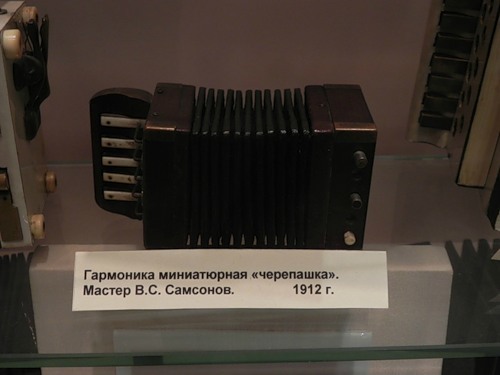 Гармоника миниатюрная «черепашка».
Мастер В.С. Самсонов. 1912 г.